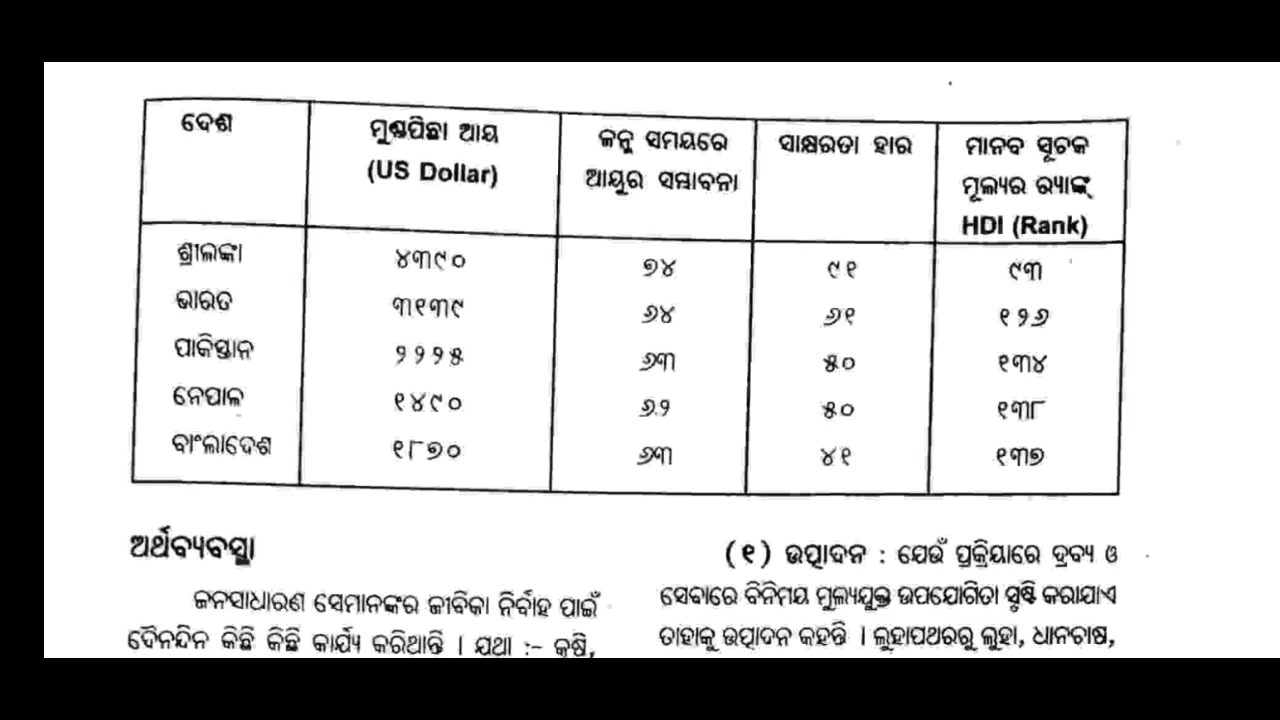 ଦେଶ ମୁଣ୍ଡପିଛା ଆୟ ଜନ୍ମ ସମୟରେ ସାକ୍ଷରତା ହାର ମାନବ ସୂଚକ
(US Dollar) ଆୟୁର ସମ୍ଭାବନା ମୂଲ୍ୟର ର‍୍ୟାଙ୍କ୍
HDI (Rank)
ଶ୍ରୀଲଙ୍କା ୪୩୯୦ ୭୪ ୯୧ ୯୩
ଭାରତ ୩୧୩୯ ୬୪ ୬୧ ୧୨୬
ପାକିସ୍ତାନ ୨୨୨୫ ୬୩ ୫୦ ୧୩୪
ନେପାଳ ୧୪୯୦ ୬୨ ୫୦ ୧୩୮
ବାଂଲାଦେଶ ୧୮୭୦ ୬୩ ୪୧ ୧୩୭
ଅର୍ଥବ୍ୟବସ୍ଥା
ଜନସାଧାରଣ ସେମାନଙ୍କର ଜୀବିକା ନିର୍ବାହ ପାଇଁ
ଦୈନନ୍ଦିନ କିଛି କିଛି କାର୍ଯ୍ୟ କରିଥାନ୍ତି । ଯଥା :- କୃଷି,
(୧) ଉତ୍ପାଦନ : ଯେଉଁ ପ୍ରକ୍ରିୟାରେ ଦ୍ରବ୍ୟ ଓ
ସେବାରେ ବିନିମୟ ମୂଲ୍ୟଯୁକ୍ତ ଉପଯୋଗିତା ସୃଷ୍ଟି କରାଯାଏ
ତାହାକୁ ଉତ୍ପାଦନ କହନ୍ତି । ଲୁହାପଥରରୁ ଲୁହା, ଧାନଚାଷ,